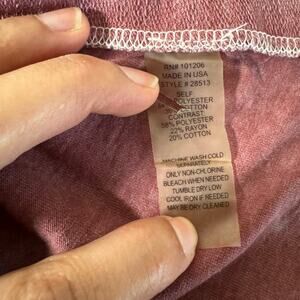 RN# 101206
MADE IN USA
STYLE # 28513
SELF
POLYESTER
COTTON
CONTRAST:
58% POLYESTER
22% RAYON
20% COTTON
MACHINE WASH COLD
SEPARATELY
ONLY NON-CHLORINE
BLEACH WHEN NEEDED
TUMBLE DRY LOW
COOL IRON IF NEEDED
MAY BE DRY CLEANED